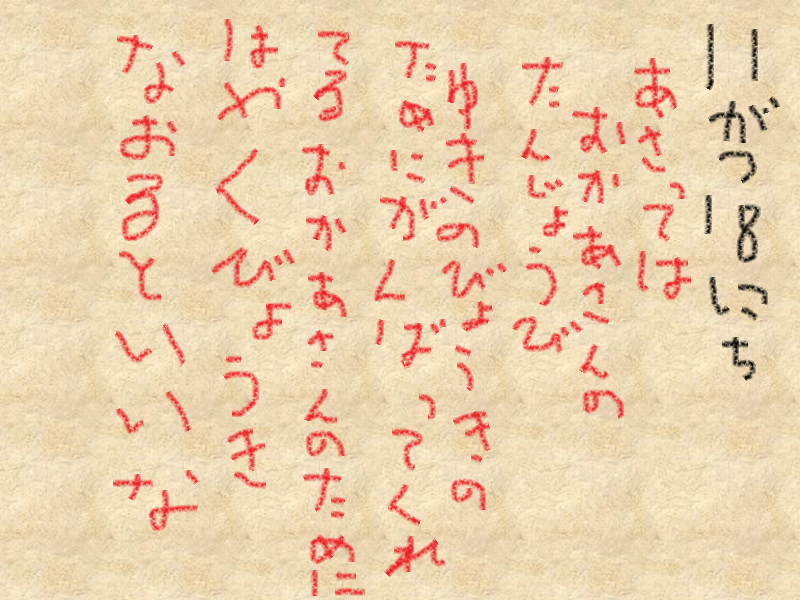 11がつ18にち
あさっては
おかあさんの
たんじょうび
ゆきのびょうきの
ためにがんばってくれ
てるおかあさんのために
はやくびょうき
なおるといいな